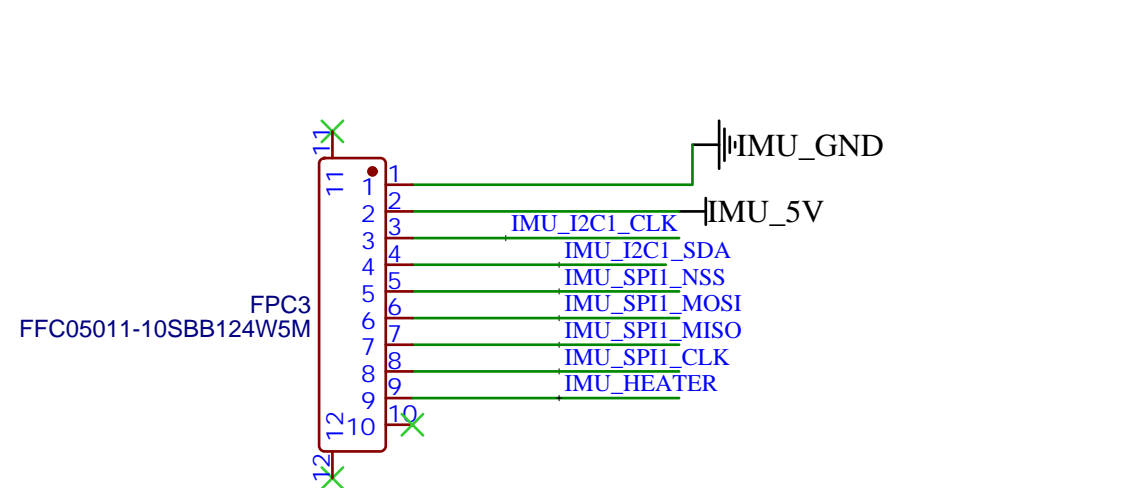 11
11
1
1
IMU_GND
2
2
IMU_5V
3
3
IMU_I2C1_CLK
4
4
IMU_I2C1_SDA
5
5
IMU_SPI1_NSS
6
6
IMU_SPI1_MOSI
7
7
IMU_SPI1_MISO
8
8
IMU_SPI1_CLK
9
9
IMU_HEATER
10
10
FPC3
FFC05011-10SBB124W5M
12
12